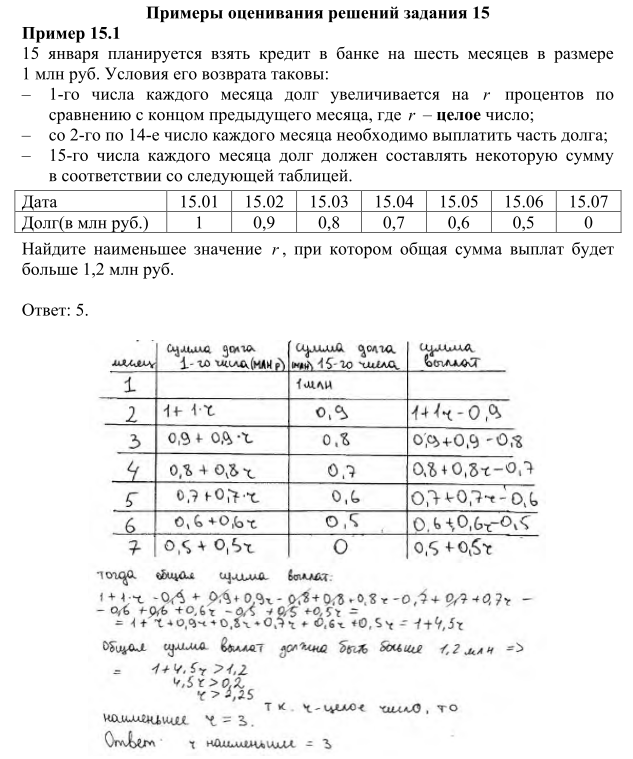 Примеры оценивания решений задания 15
Пример 15.1
15 января планируется взять кредит в банке на шесть месяцев в размере
1 млн руб. Условия его возврата таковы:
– 1-го числа каждого месяца долг увеличивается на r процентов по
сравнению с концом предыдущего месяца, где r – целое число;
– со 2-го по 14-е число каждого месяца необходимо выплатить часть долга;
– 15-го числа каждого месяца долг должен составлять некоторую сумму
в соответствии со следующей таблицей.
Дата 15.01 15.02 15.03 15.04 15.05 15.06 15.07
Долг(в млн руб.) 1 0,9 0,8 0,7 0,6 0,5 0
Найдите наименьшее значение r, при котором общая сумма выплат будет
больше 1,2 млн руб.
Ответ: 5.
месяц сумма долга 1-го числа (млн р) сумма долга (млн) 15-го числа сумма выплат
1 1 млн
2 1+1·r 0,9 1+1r-0,9
3 0,9+0,9·r 0,8 0,9+0,9-0,8
4 0,8+0,8r 0,7 0,8+0,8r-0,7
5 0,7+0,7·r 0,6 0,7+0,7r-0,6
6 0,6+0,6r 0,5 0,6+0,6r-0,5
7 0,5+0,5r 0 0,5+0,5r
тогда общая сумма выплат:
1+1·r-0,9+0,9+0,9r-0,8+0,8+0,8r-0,7+0,7+0,7r-
-0,6+0,6+0,6r-0,5+0,5+0,5r=
=1+r+0,9r+0,8r+0,7r+0,6r+0,5r=1+4,5r
Общая сумма выплат должна быть больше 1,2 млн =>
= 1+4,5r>1,2
4,5r>0,2
r>2,25
т.к. r-целое число, то
наименьшее r=3.
Ответ: r наименьшие = 3